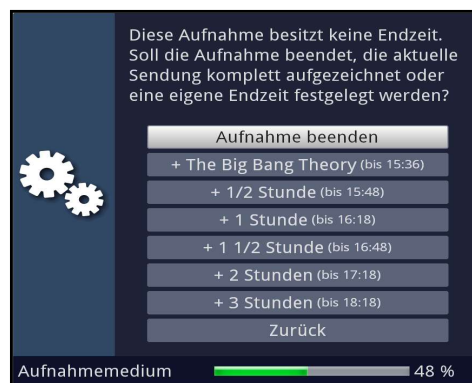 Diese Aufnahme besitzt keine Endzeit.
Soll die Aufnahme beendet, die aktuelle
Sendung komplett aufgezeichnet oder
eine eigene Endzeit festgelegt werden?
Aufnahme beenden
+ The Big Bang Theory (bis 15:36)
+ 1/2 Stunde (bis 15:48)
+ 1 Stunde (bis 16:18)
+ 1 1/2 Stunde (bis 16:48)
+ 2 Stunden (bis 17:18)
+ 3 Stunden (bis 18:18)
Zurück
Aufnahmemedium 48 %